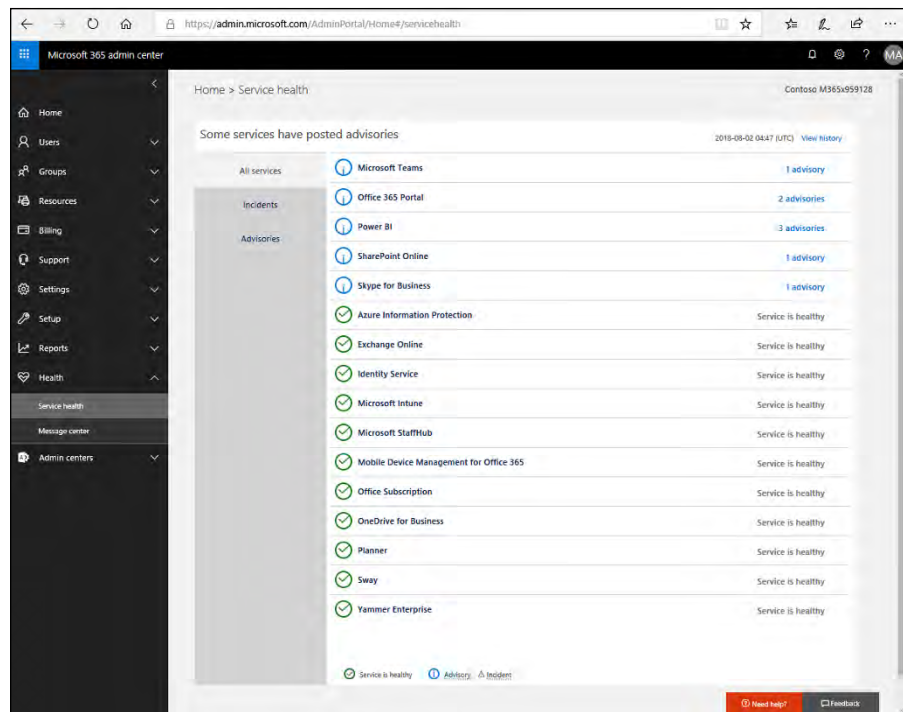 https://admin.microsoft.com/AdminPortal/Home#/servicehealth
Microsoft 365 admin center
?
MA
Home > Service health
Contoso M365x959128
Home
Users
Groups
Resources
Billing
Support
Settings
Setup
Reports
Health
Service health
Message center
Admin centers
Some services have posted advisories
2018-08-02 04:47 (UTC) View history
All services
Incidents
Advisories
Microsoft Teams 1 advisory
Office 365 Portal 2 advisories
Power BI 3 advisories
SharePoint Online 1 advisory
Skype for Business 1 advisory
Azure Information Protection Service is healthy
Exchange Online Service is healthy
Identity Service Service is healthy
Microsoft Intune Service is healthy
Microsoft StaffHub Service is healthy
Mobile Device Management for Office 365 Service is healthy
Office Subscription Service is healthy
OneDrive for Business Service is healthy
Planner Service is healthy
Sway Service is healthy
Yammer Enterprise Service is healthy
Service is healthy Advisory Incident
Need help? Feedback